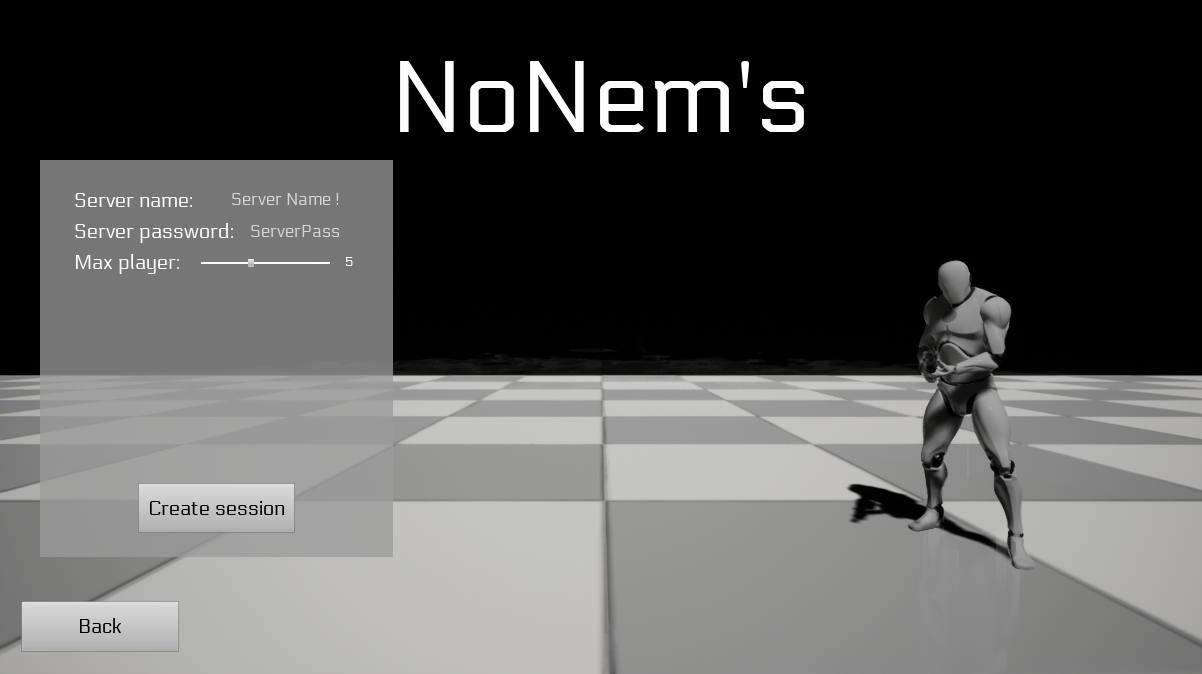 NoNem's
Server name: Server Name !
Server password: ServerPass
Max player: 5
Create session
Back